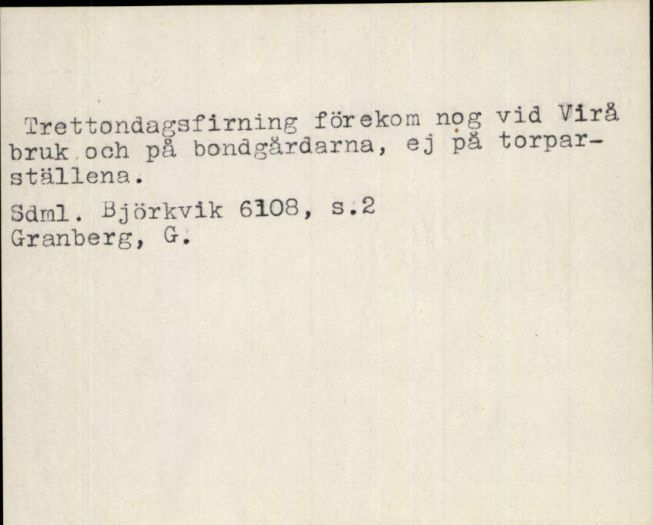 Trettondagsfirning förekom nog vid Virå
bruk och på bondgårdarna, ej på torpar-
ställena.
Sdml. Björkvik 6108, s.2
Granberg, G.